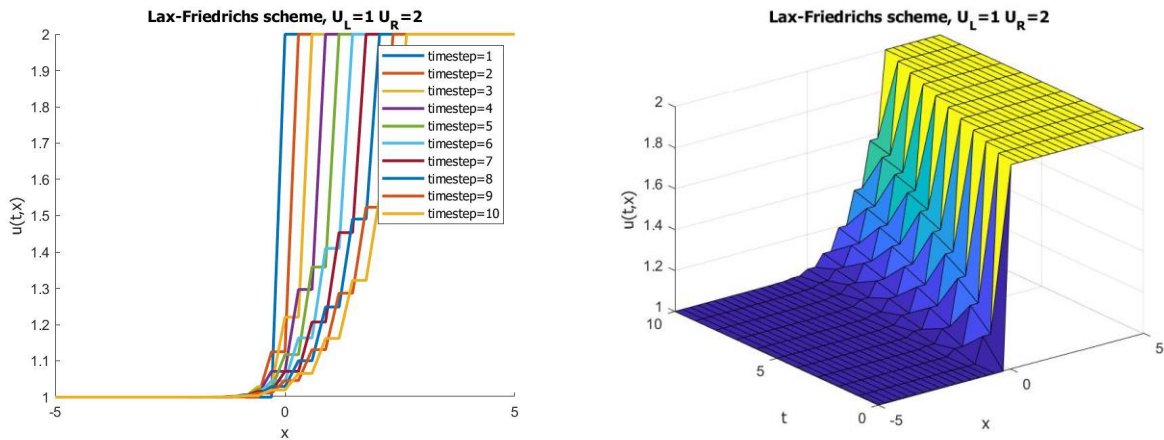 Lax-Friedrichs scheme, U_L=1 U_R=2
2
1.9
1.8
1.7
1.6
1.5
1.4
1.3
1.2
1.1
1
u(t,x)
-5
0
5
x
timestep=1
timestep=2
timestep=3
timestep=4
timestep=5
timestep=6
timestep=7
timestep=8
timestep=9
timestep=10
Lax-Friedrichs scheme, U_L=1 U_R=2
2
1.8
1.6
1.4
1.2
1
u(t,x)
10
5
0
t
-5
0
5
x